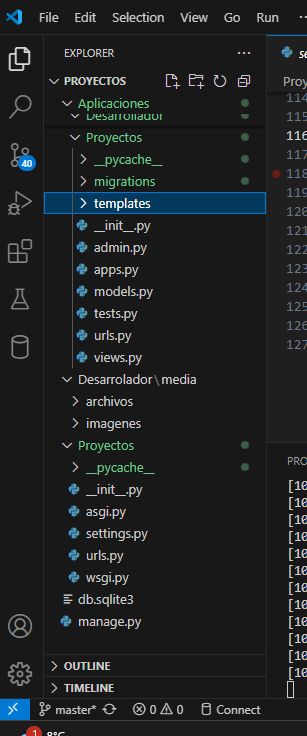 File Edit Selection View Go Run
EXPLORER
PROYECTOS
Aplicaciones
Desarrollador
Proyectos
__pycache__
migrations
templates
__init__.py
admin.py
apps.py
models.py
tests.py
urls.py
views.py
Desarrolador\media
archivos
imagenes
Proyectos
__pycache__
__init__.py
asgi.py
settings.py
urls.py
wsgi.py
db.sqlite3
manage.py
OUTLINE
TIMELINE
40
se
Proy
114
115
116
117
118
119
120
121
122
123
124
125
126
127
PRO
[10
[10
[10
[10
[10
[10
[10
[10
[10
[10
[10
[10
master* 0 0 Connect
1 8°C